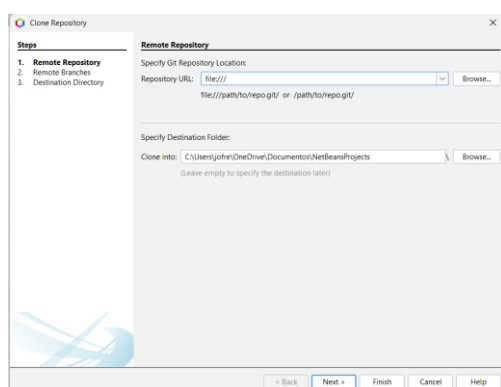 Clone Repository
Steps
1. Remote Repository
2. Remote Branches
3. Destination Directory
Remote Repository
Specify Git Repository Location:
Repository URL: file:/// Browse...
file:///path/to/repo.git/ or /path/to/repo.git/
Specify Destination Folder:
Clone into: C:\Users\jofre\OneDrive\Documentos\NetBeansProjects \ Browse...
(Leave empty to specify the destination later)
< Back Next > Finish Cancel Help